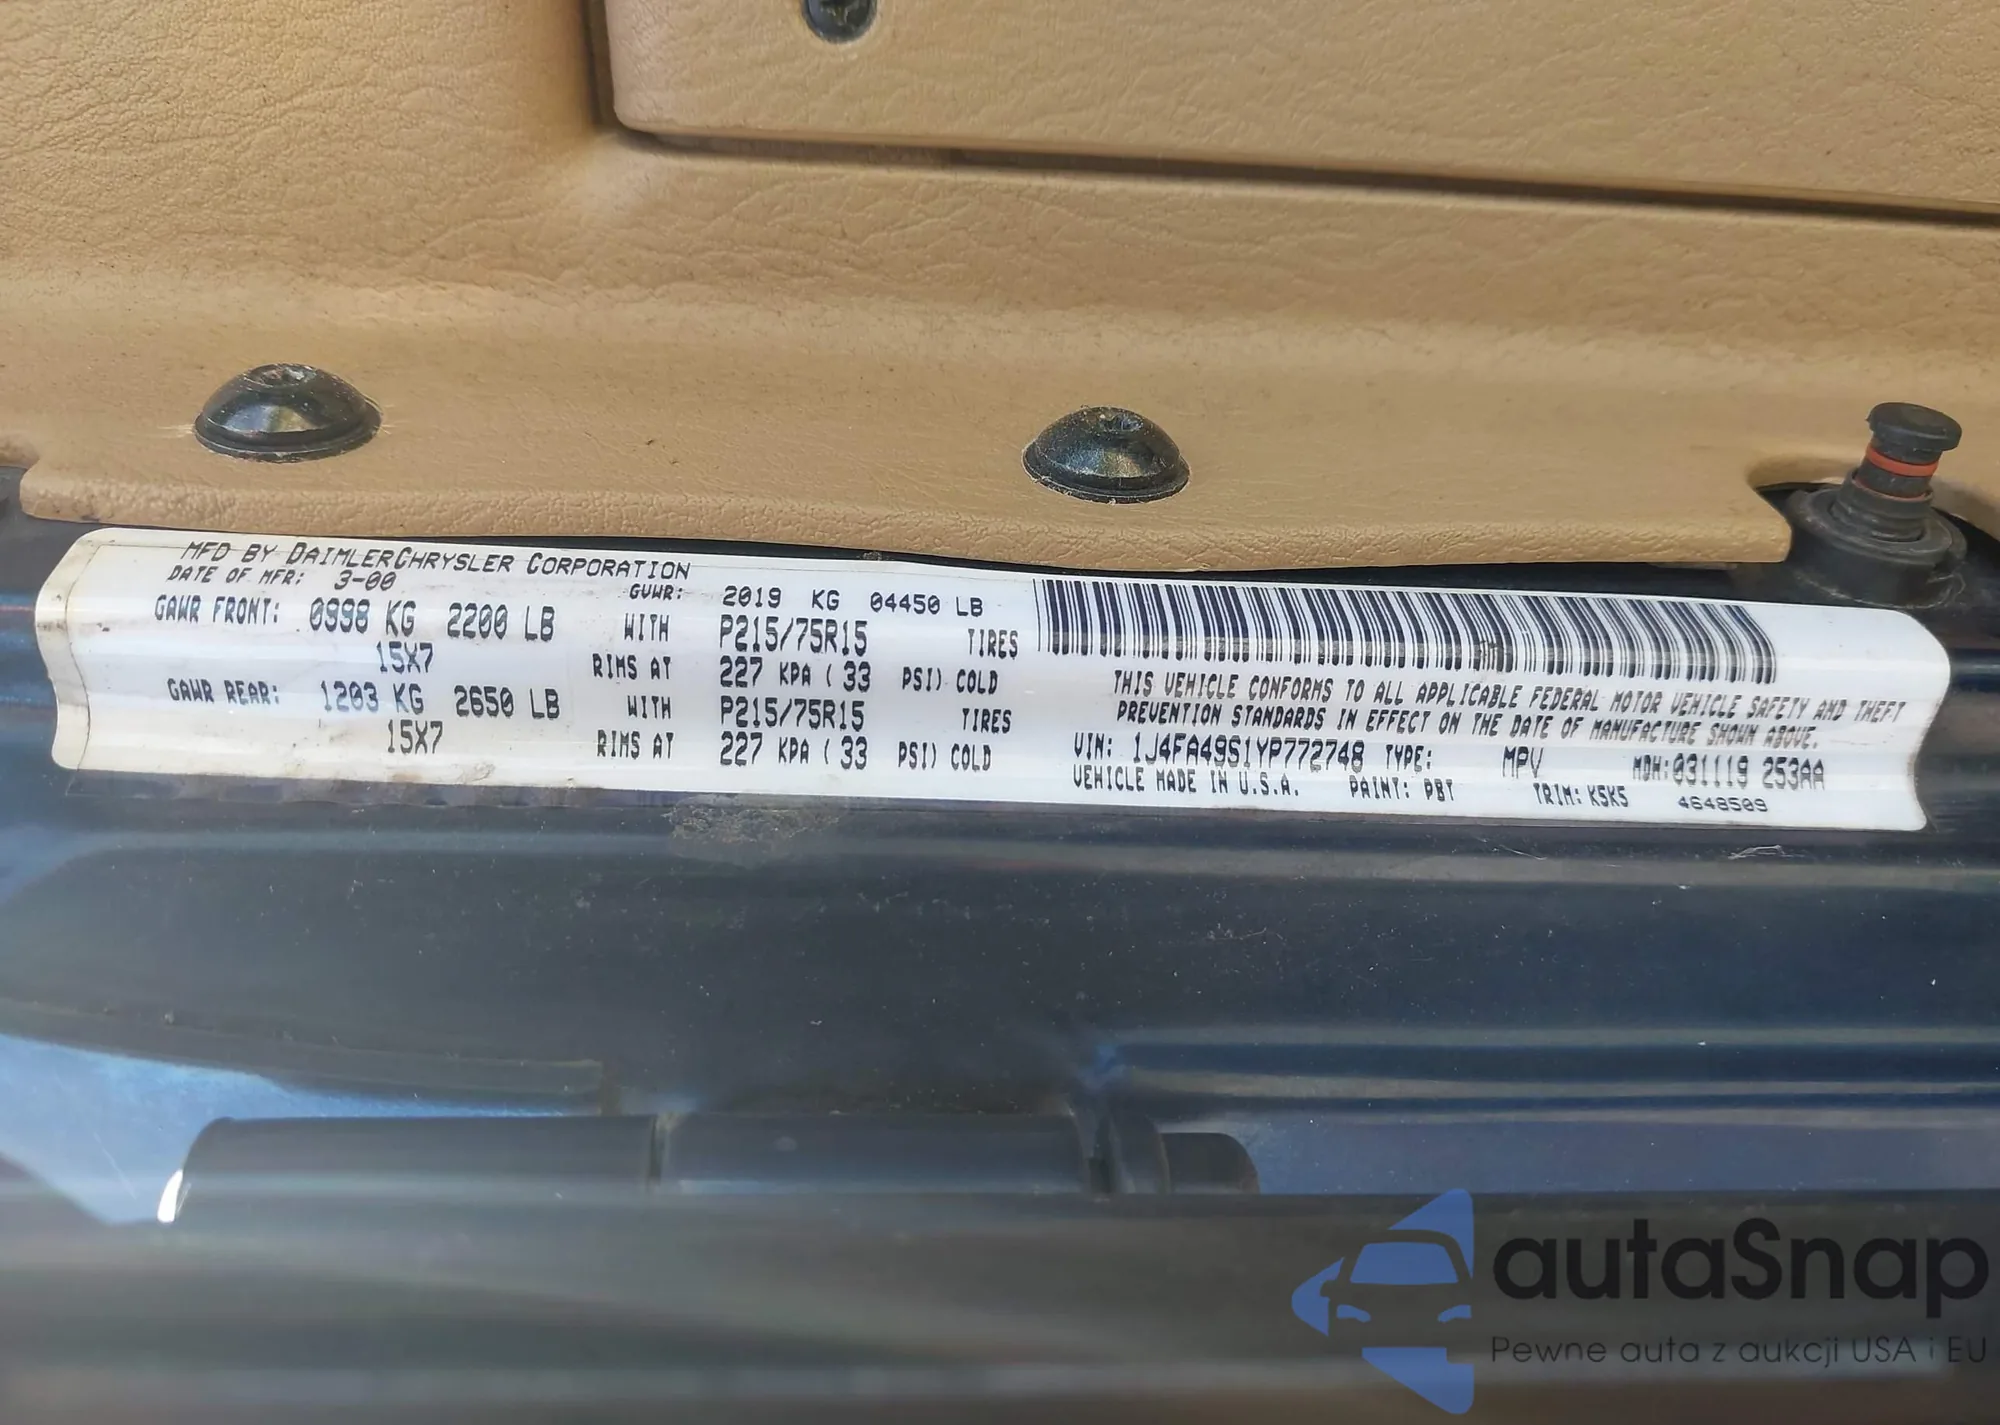 MFD BY DAIMLERCHRYSLER CORPORATION
DATE OF MFR: 3-00 GVWR: 2019 KG 04450 LB
GAWR FRONT: 0998 KG 2200 LB WITH P215/75R15 TIRES
15X7 RIMS AT 227 KPA ( 33 PSI) COLD
GAWR REAR: 1203 KG 2650 LB WITH P215/75R15 TIRES
15X7 RIMS AT 227 KPA ( 33 PSI) COLD
THIS VEHICLE CONFORMS TO ALL APPLICABLE FEDERAL MOTOR VEHICLE SAFETY AND THEFT
PREVENTION STANDARDS IN EFFECT ON THE DATE OF MANUFACTURE SHOWN ABOVE.
VIN: 1J4FA49S1YP772748 TYPE: MPV MDH:031119 253AA
VEHICLE MADE IN U.S.A. PAINT: PBT TRIM: K5K5 4648509
autaSnap
Pewne auta z aukcji USA i EU